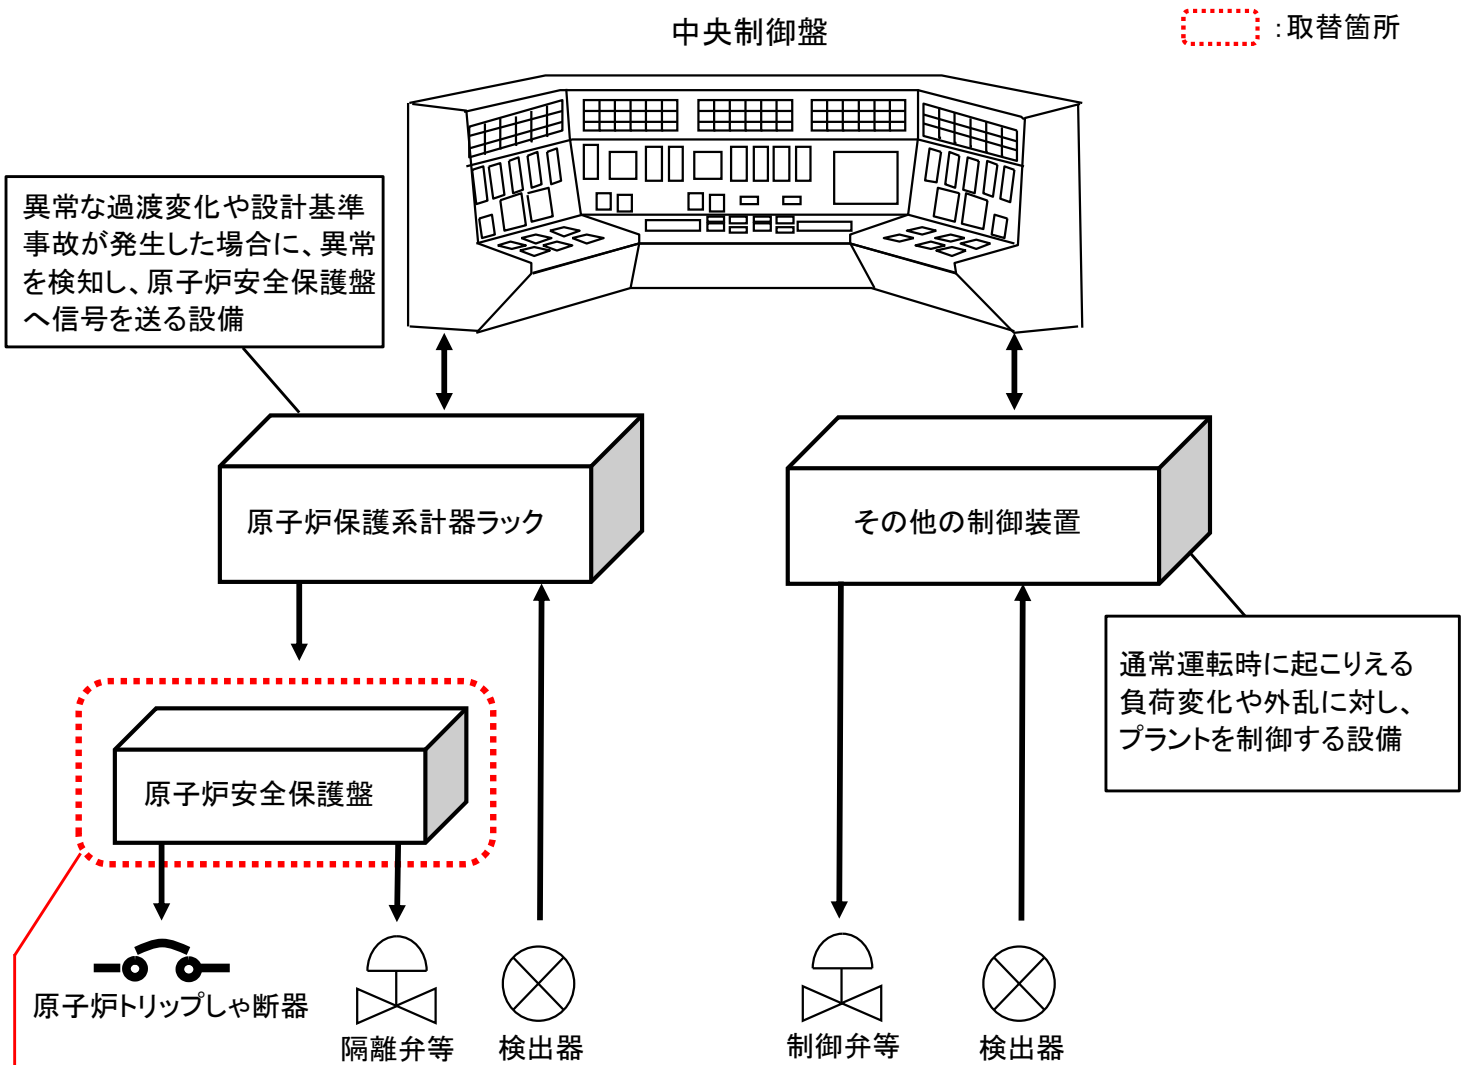 中央制御盤
:取替箇所
異常な過渡変化や設計基準
事故が発生した場合に、異常
を検知し、原子炉安全保護盤
へ信号を送る設備
原子炉保護系計器ラック
その他の制御装置
通常運転時に起こりえる
負荷変化や外乱に対し、
プラントを制御する設備
原子炉安全保護盤
原子炉トリップしゃ断器
隔離弁等
検出器
制御弁等
検出器